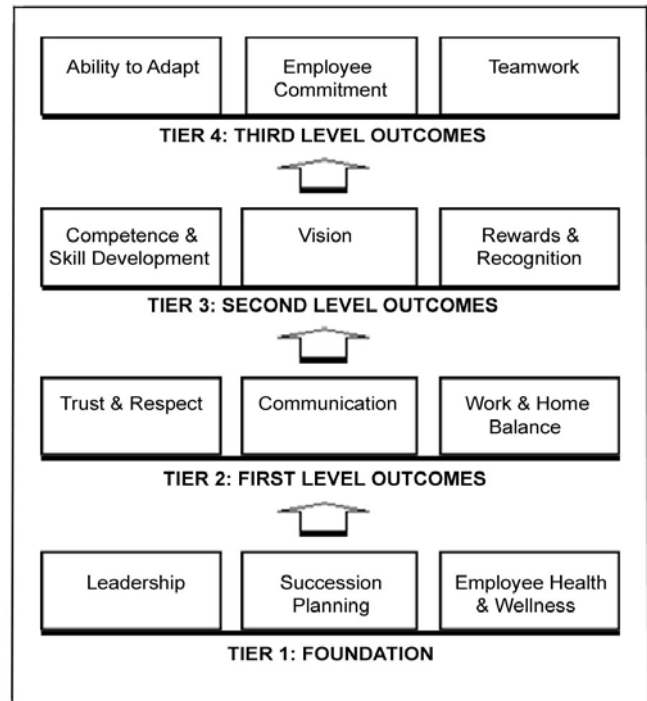 Ability to Adapt
Employee
Commitment
Teamwork
TIER 4: THIRD LEVEL OUTCOMES
Competence &
Skill Development
Vision
Rewards &
Recognition
TIER 3: SECOND LEVEL OUTCOMES
Trust & Respect
Communication
Work & Home
Balance
TIER 2: FIRST LEVEL OUTCOMES
Leadership
Succession
Planning
Employee Health
& Wellness
TIER 1: FOUNDATION